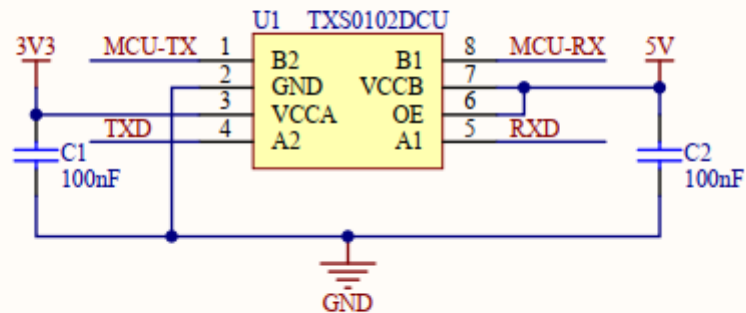 U1 TXS0102DCU
3V3 MCU-TX 1 B2 B1 8 MCU-RX 5V
2 GND VCCB 7
3 VCCA OE 6
TXD 4 A2 A1 5 RXD
C1 C2
100nF 100nF
GND